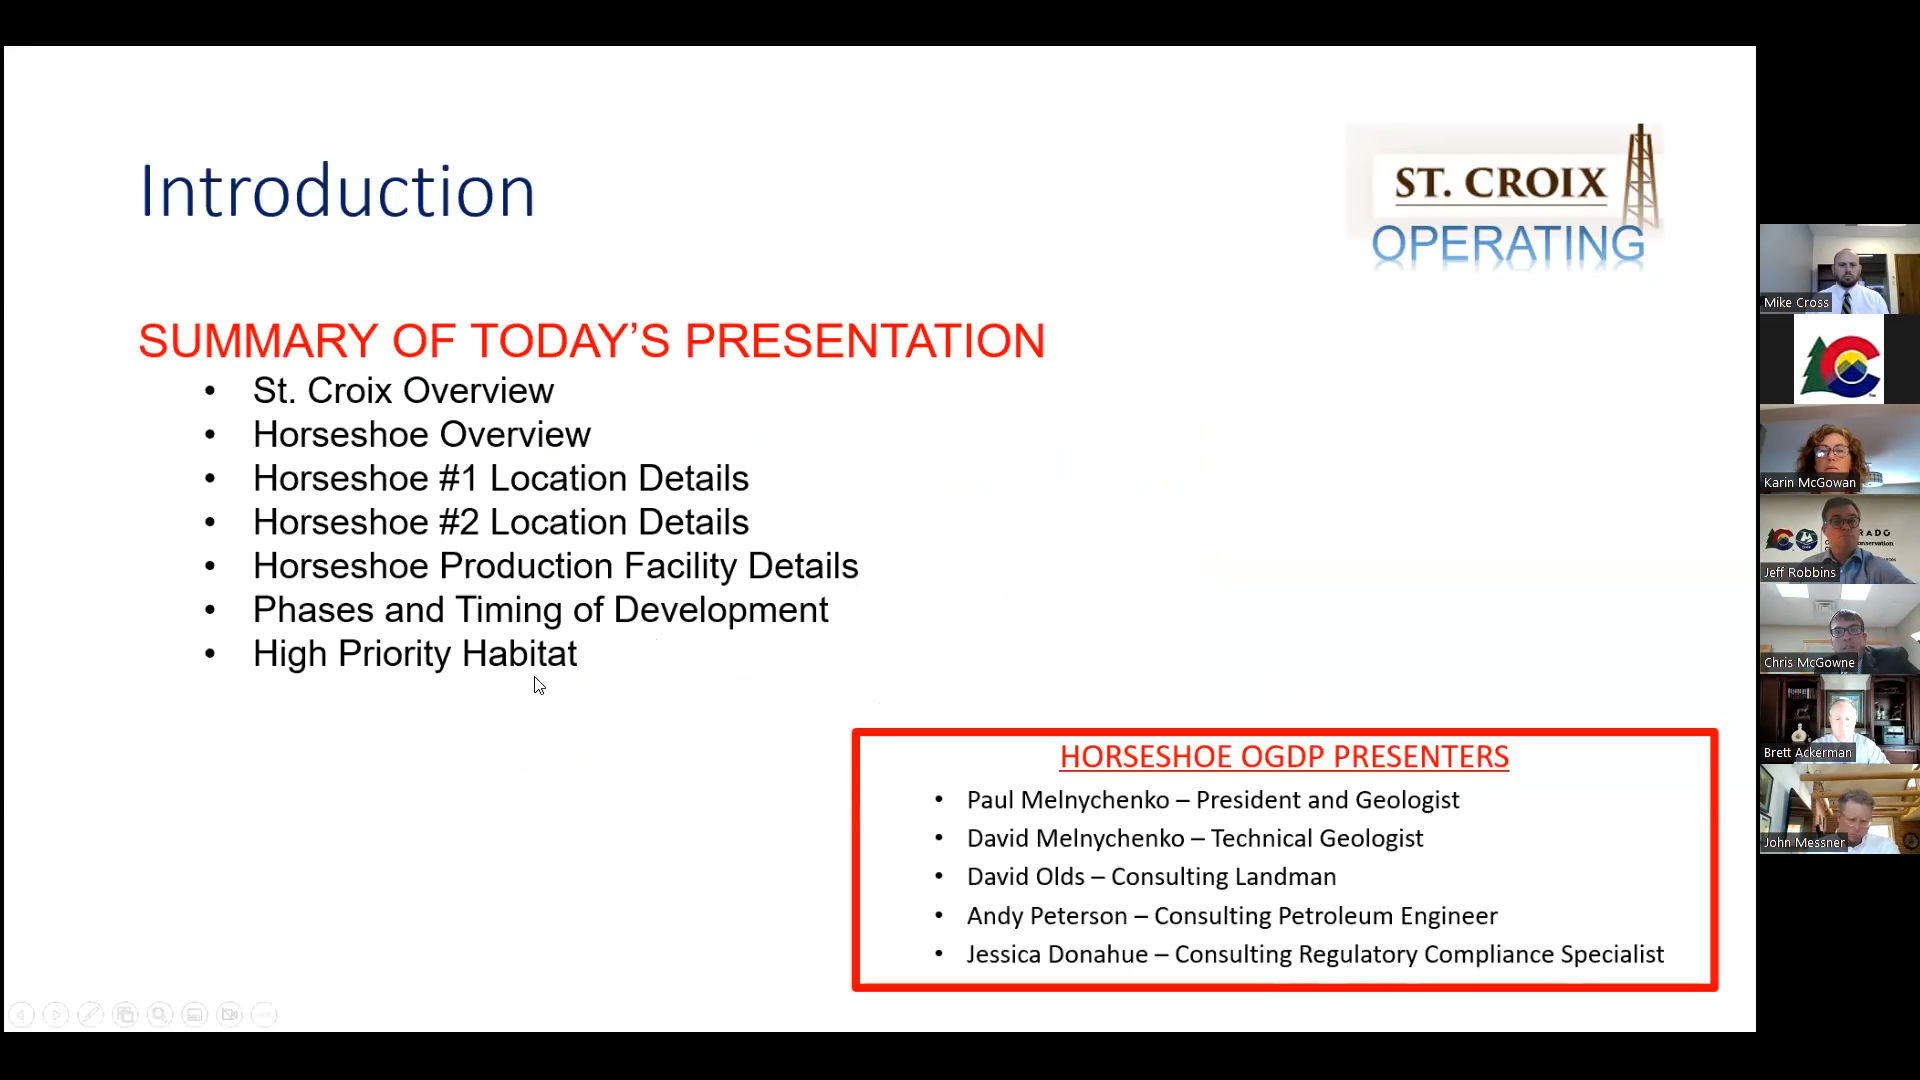 Introduction
ST. CROIX
OPERATING
SUMMARY OF TODAY’S PRESENTATION
• St. Croix Overview
• Horseshoe Overview
• Horseshoe #1 Location Details
• Horseshoe #2 Location Details
• Horseshoe Production Facility Details
• Phases and Timing of Development
• High Priority Habitat
HORSESHOE OGDP PRESENTERS
• Paul Melnychenko – President and Geologist
• David Melnychenko – Technical Geologist
• David Olds – Consulting Landman
• Andy Peterson – Consulting Petroleum Engineer
• Jessica Donahue – Consulting Regulatory Compliance Specialist
Mike Cross
Karin McGowan
Jeff Robbins
Chris McGowne
Brett Ackerman
John Messner